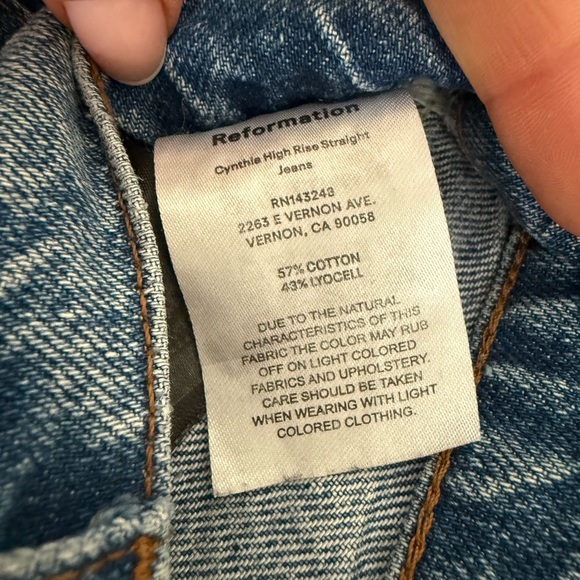 Reformation
Cynthia High Rise Straight
Jeans
RN143248
2263 E VERNON AVE.
VERNON, CA 90058
57% COTTON
43% LYOCELL
DUE TO THE NATURAL
CHARACTERISTICS OF THIS
FABRIC THE COLOR MAY RUB
OFF ON LIGHT COLORED
FABRICS AND UPHOLSTERY.
CARE SHOULD BE TAKEN
WHEN WEARING WITH LIGHT
COLORED CLOTHING.